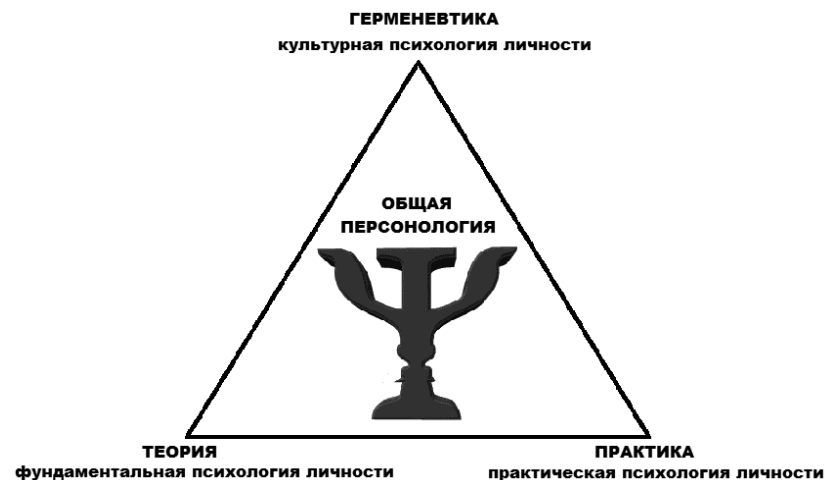 ГЕРМЕНЕВТИКА
культурная психология личности
ОБЩАЯ
ПЕРСОНОЛОГИЯ
ТЕОРИЯ
фундаментальная психология личности
ПРАКТИКА
практическая психология личности